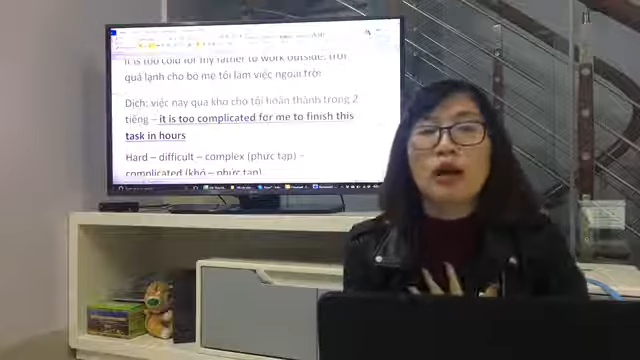 it is too cold for my father to work outside. trời
quá lạnh cho bố mẹ tôi làm việc ngoài trời
Dịch: việc này quá khó cho tôi hoàn thành trong 2
tiếng – it is too complicated for me to finish this
task in hours
Hard – difficult – complex (phức tạp) –
complicated (khó – phức tạp)